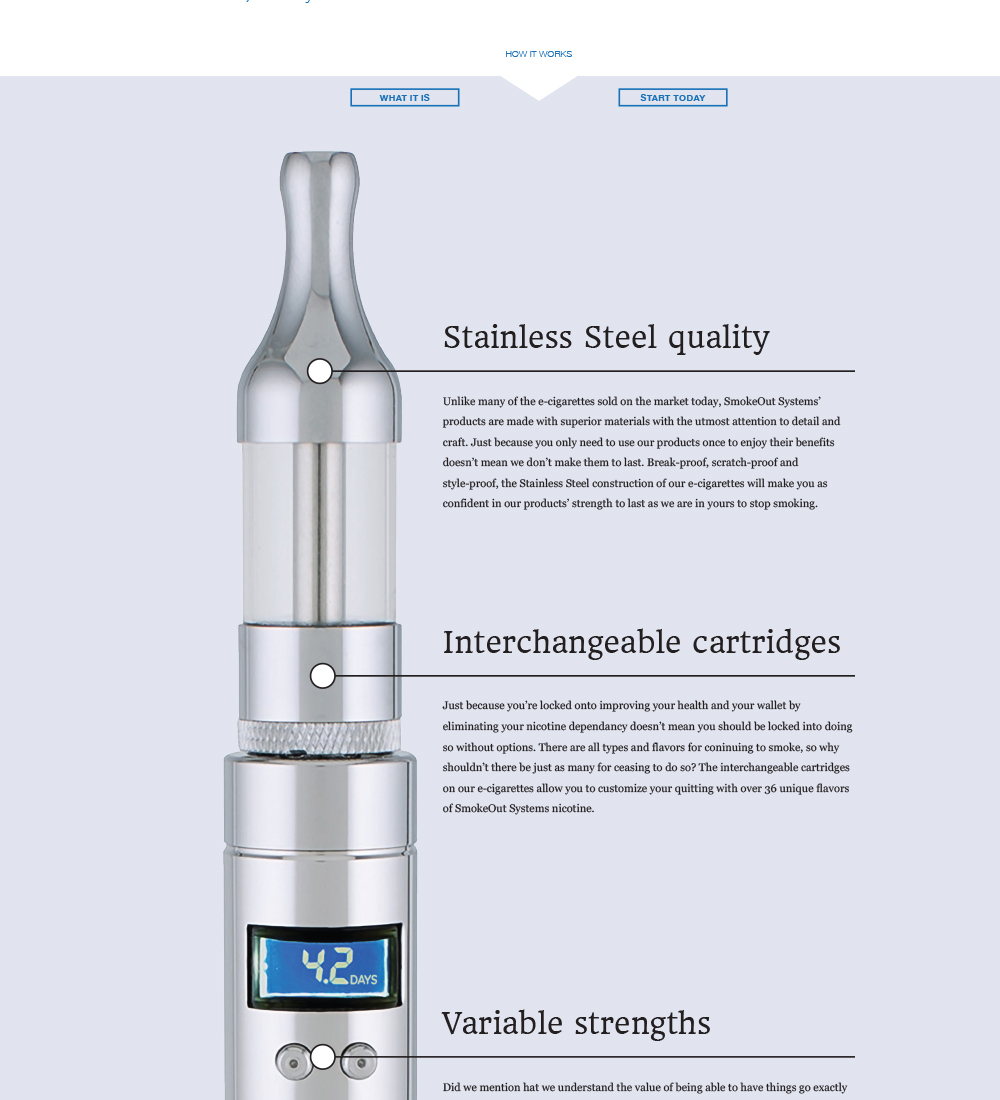 HOW IT WORKS
WHAT IT IS
START TODAY
Stainless Steel quality
Unlike many of the e-cigarettes sold on the market today, SmokeOut Systems’
products are made with superior materials with the utmost attention to detail and
craft. Just because you only need to use our products once to enjoy their benefits
doesn’t mean we don’t make them to last. Break-proof, scratch-proof and
style-proof, the Stainless Steel construction of our e-cigarettes will make you as
confident in our products’ strength to last as we are in yours to stop smoking.
Interchangeable cartridges
Just because you’re locked onto improving your health and your wallet by
eliminating your nicotine dependancy doesn’t mean you should be locked into doing
so without options. There are all types and flavors for coninuing to smoke, so why
shouldn’t there be just as many for ceasing to do so? The interchangeable cartridges
on our e-cigarettes allow you to customize your quitting with over 36 unique flavors
of SmokeOut Systems nicotine.
4.2 DAYS
Variable strengths
Did we mention hat we understand the value of being able to have things go exactly